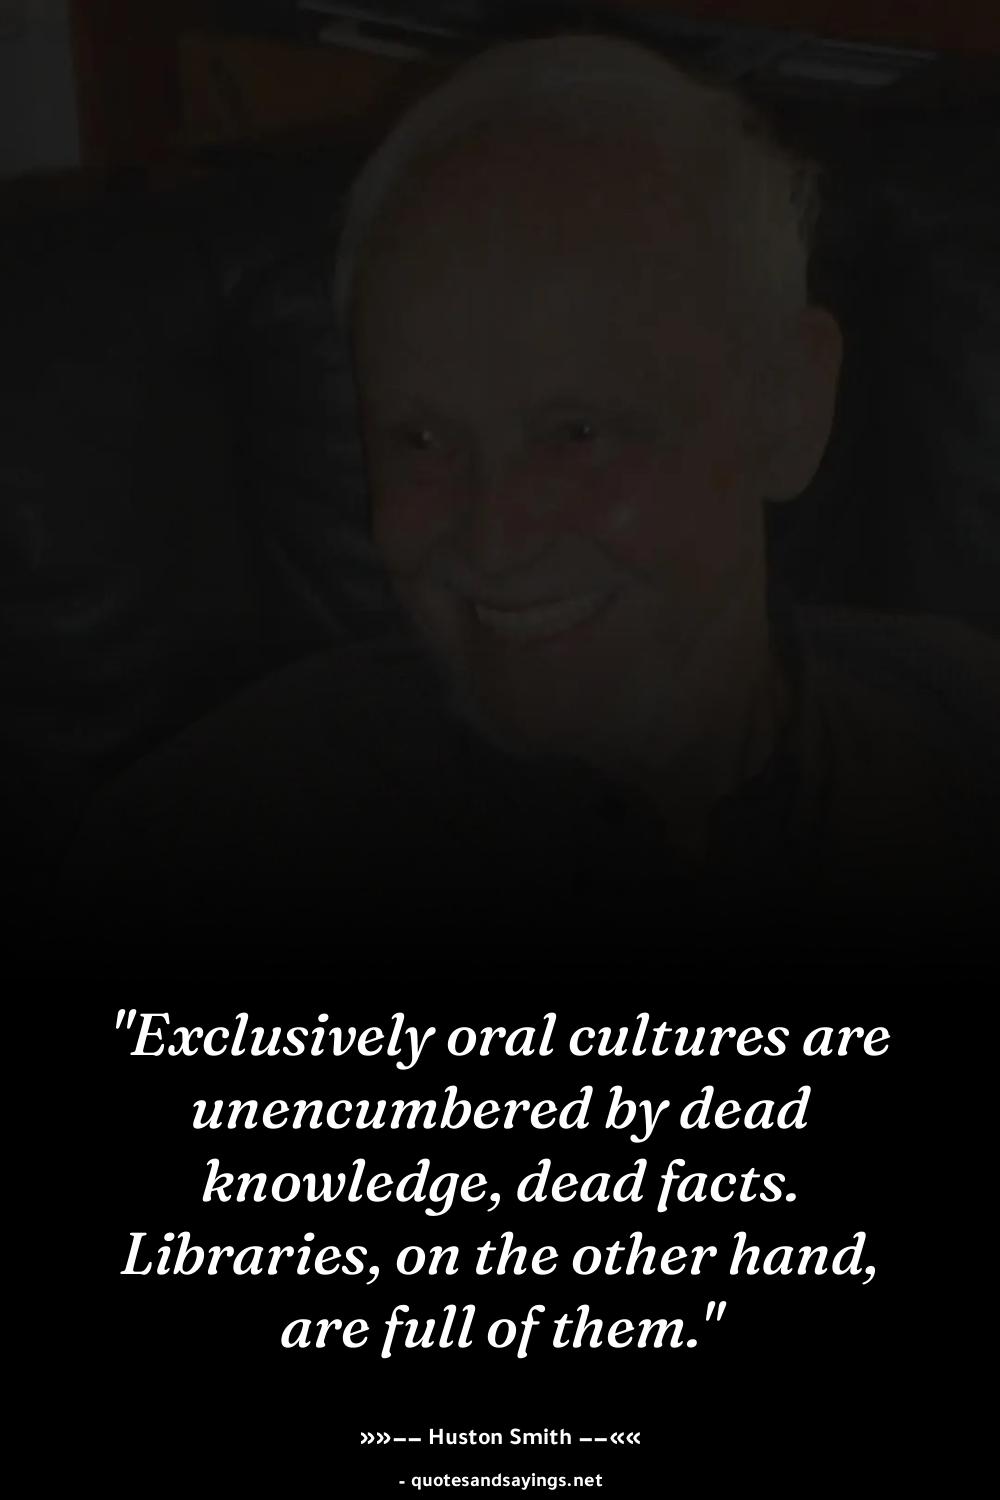 "Exclusively oral cultures are
unencumbered by dead
knowledge, dead facts.
Libraries, on the other hand,
are full of them."
»»−− Huston Smith −−««
- quotesandsayings.net